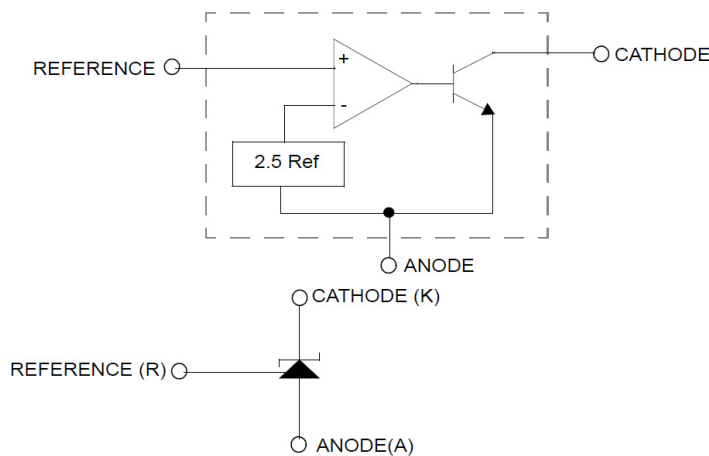 REFERENCE
+
CATHODE
-
2.5 Ref
ANODE
CATHODE (K)
REFERENCE (R)
ANODE(A)